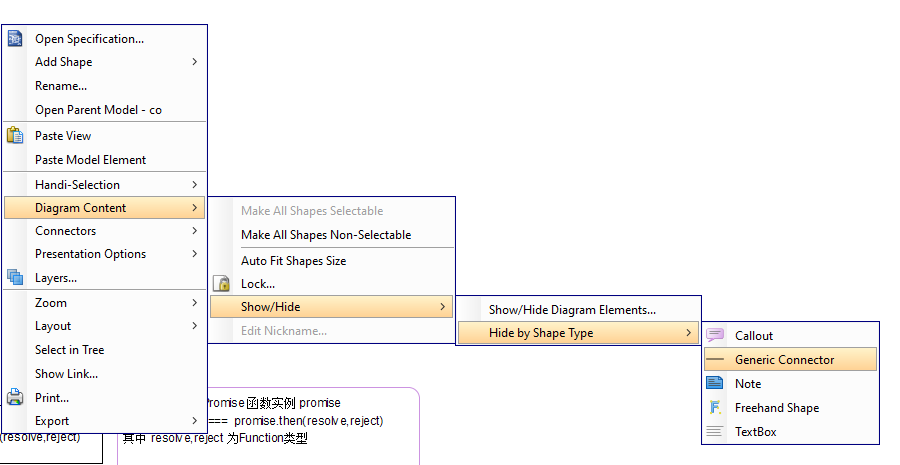 Open Specification...
Add Shape
Rename...
Open Parent Model - co
Paste View
Paste Model Element
Handi-Selection
Diagram Content
Connectors
Presentation Options
Layers...
Zoom
Layout
Select in Tree
Show Link...
Print...
Export
Make All Shapes Selectable
Make All Shapes Non-Selectable
Auto Fit Shapes Size
Lock...
Show/Hide
Edit Nickname...
Show/Hide Diagram Elements...
Hide by Shape Type
Callout
Generic Connector
Note
Freehand Shape
TextBox
Promise函数实例 promise
=== promise.then(resolve,reject)
(resolve,reject)
其中 resolve,reject 为Function类型